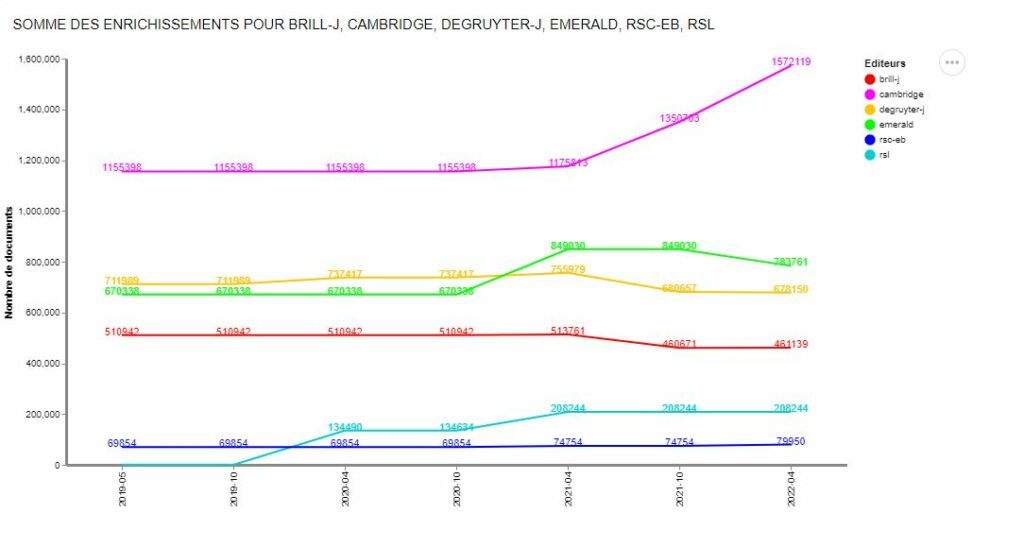 SOMME DES ENRICHISSEMENTS POUR BRILL-J, CAMBRIDGE, DEGRUYTER-J, EMERALD, RSC-EB, RSL
Editeurs
brill-j
cambridge
degruyter-j
emerald
rsc-eb
rsl
Nombre de documents
1,600,000
1,400,000
1,200,000
1,000,000
800,000
600,000
400,000
200,000
0
1155398 1155398 1155398 1155398 1175813 1350703 1572119
711989 711989 737417 737417 755979 680657 678150
670338 670338 670338 670338 849030 849030 783761
510942 510942 510942 510942 513761 460671 461139
134490 134634 208244 208244 208244
69854 69854 69854 69854 74754 74754 79950
2019-05 2019-10 2020-04 2020-10 2021-04 2021-10 2022-04